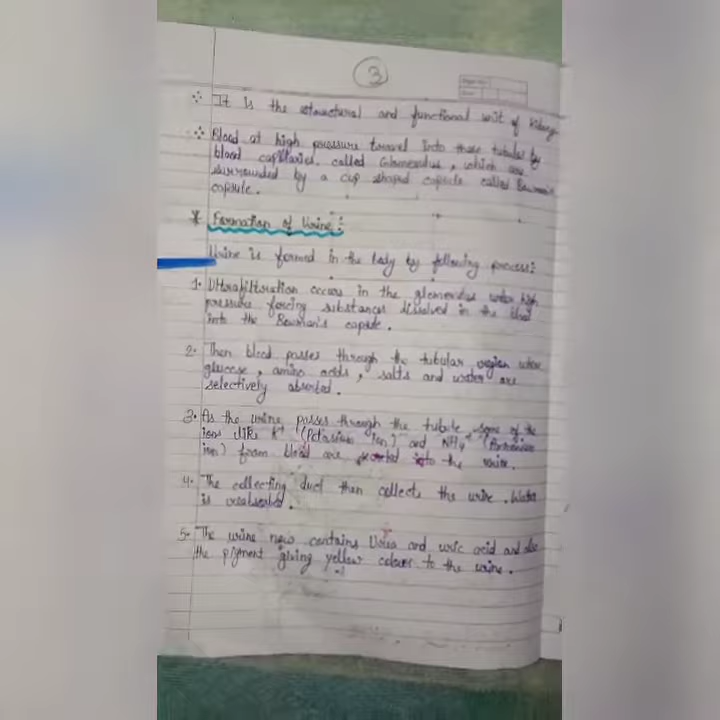 3
It is the structural and functional unit of kidney
Blood at high pressure travel into these tubular by
blood capillaries called Glomerulus, which are
surrounded by a cup shaped capsule called Bowman's
capsule.
* Formation of Urine :
Urine is formed in the body by following process:
1. Ultrafiltration occurs in the glomerulus under high
pressure forcing substances dissolved in the blood
into the Bowman's capsule.
2. Then blood passes through the tubular region where
glucose, amino acids, salts and water are
selectively absorbed.
3. As the urine passes through the tubule some of the
ions like K+ (Potassium Ion) and NH4+ (
ion) from blood are into the urine.
4. The collecting duct then collects the urine. Water
is reabsorbed.
5. The urine now contains Urea and uric acid and also
the pigment giving yellow colour to the urine.